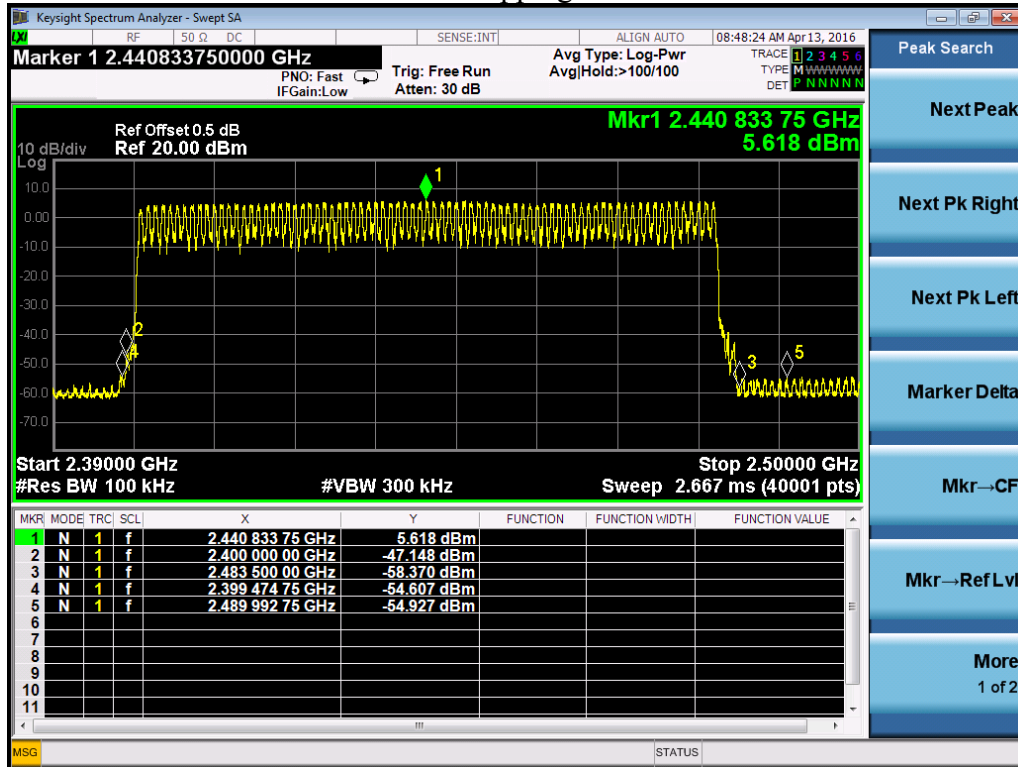 pping
Keysight Spectrum Analyzer - Swept SA
LXI RF 50 Ω DC SENSE:INT ALIGN AUTO 08:48:24 AM Apr 13, 2016
Marker 1 2.440833750000 GHz
PNO: Fast
IFGain:Low
Trig: Free Run
Atten: 30 dB
Avg Type: Log-Pwr
Avg|Hold:>100/100
TRACE 1 2 3 4 5 6
TYPE M WWWWW
DET P N N N N N
Peak Search
Next Peak
Next Pk Right
Next Pk Left
Marker Delta
Mkr→CF
Mkr→RefLvl
More
1 of 2
Ref Offset 0.5 dB
10 dB/div Ref 20.00 dBm
Log
Mkr1 2.440 833 75 GHz
5.618 dBm
10.0
0.00
-10.0
-20.0
-30.0
-40.0
-50.0
-60.0
-70.0
1
2
4
3
5
Start 2.39000 GHz Stop 2.50000 GHz
#Res BW 100 kHz #VBW 300 kHz Sweep 2.667 ms (40001 pts)
MKR MODE TRC SCL X Y FUNCTION FUNCTION WIDTH FUNCTION VALUE
1 N 1 f 2.440 833 75 GHz 5.618 dBm
2 N 1 f 2.400 000 00 GHz -47.148 dBm
3 N 1 f 2.483 500 00 GHz -58.370 dBm
4 N 1 f 2.399 474 75 GHz -54.607 dBm
5 N 1 f 2.489 992 75 GHz -54.927 dBm
6
7
8
9
10
11
MSG STATUS